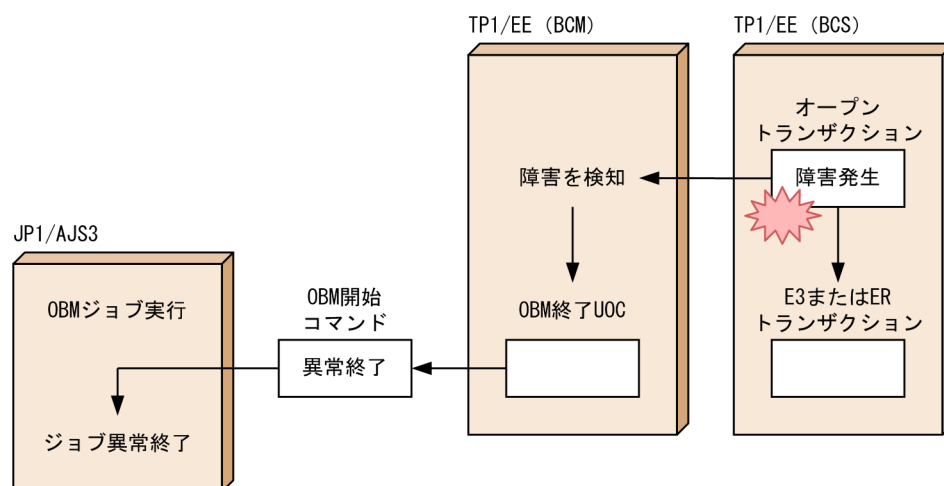 TP1/EE（BCM）
TP1/EE（BCS）
オープン
トランザクション
障害を検知
障害発生
JP1/AJS3
OBMジョブ実行
OBM開始
コマンド
OBM終了UOC
E3またはER
トランザクション
異常終了
ジョブ異常終了